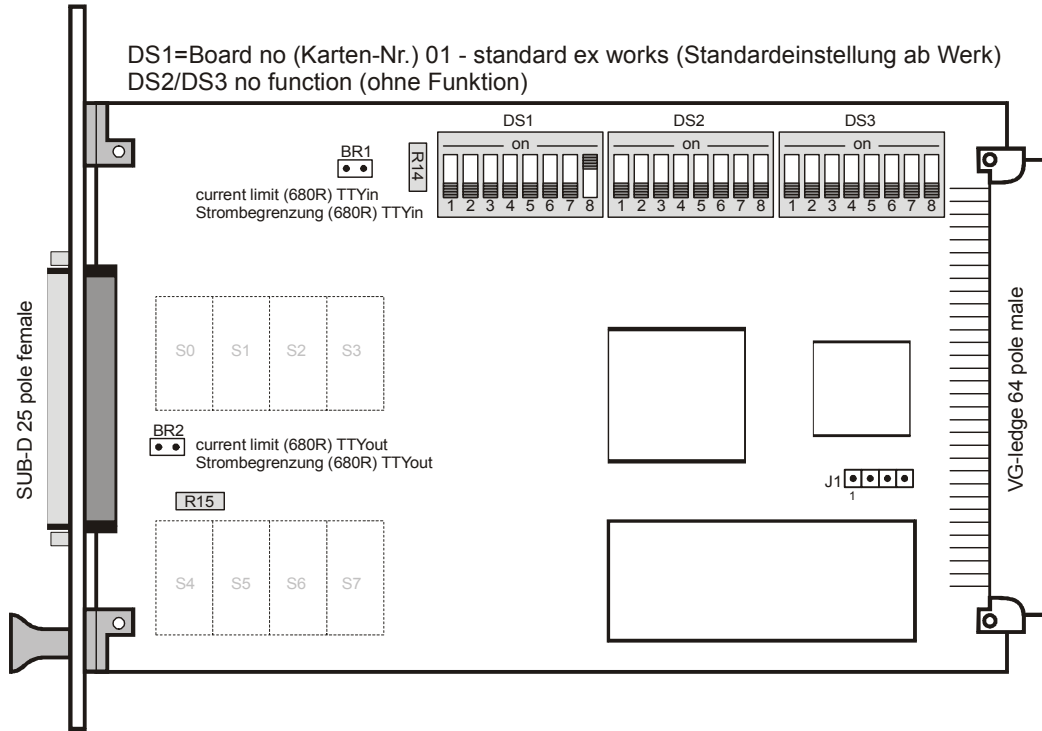 DS1=Board no (Karten-Nr.) 01 - standard ex works (Standardeinstellung ab Werk)
DS2/DS3 no function (ohne Funktion)
DS1
DS2
DS3
on
on
on
1 2 3 4 5 6 7 8
1 2 3 4 5 6 7 8
1 2 3 4 5 6 7 8
BR1
R14
current limit (680R) TTYin
Strombegrenzung (680R) TTYin
SUB-D 25 pole female
S0
S1
S2
S3
BR2
current limit (680R) TTYout
Strombegrenzung (680R) TTYout
R15
S4
S5
S6
S7
J1
1
VG-ledge 64 pole male